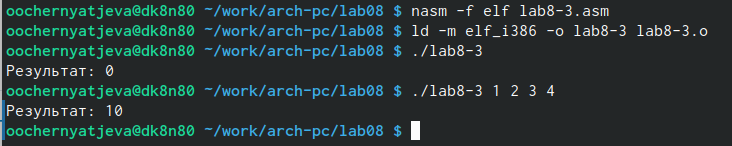 oochernyatjeva@dk8n80 ~/work/arch-pc/lab08 $ nasm -f elf lab8-3.asm
oochernyatjeva@dk8n80 ~/work/arch-pc/lab08 $ ld -m elf_i386 -o lab8-3 lab8-3.o
oochernyatjeva@dk8n80 ~/work/arch-pc/lab08 $ ./lab8-3
Результат: 0
oochernyatjeva@dk8n80 ~/work/arch-pc/lab08 $ ./lab8-3 1 2 3 4
Результат: 10
oochernyatjeva@dk8n80 ~/work/arch-pc/lab08 $